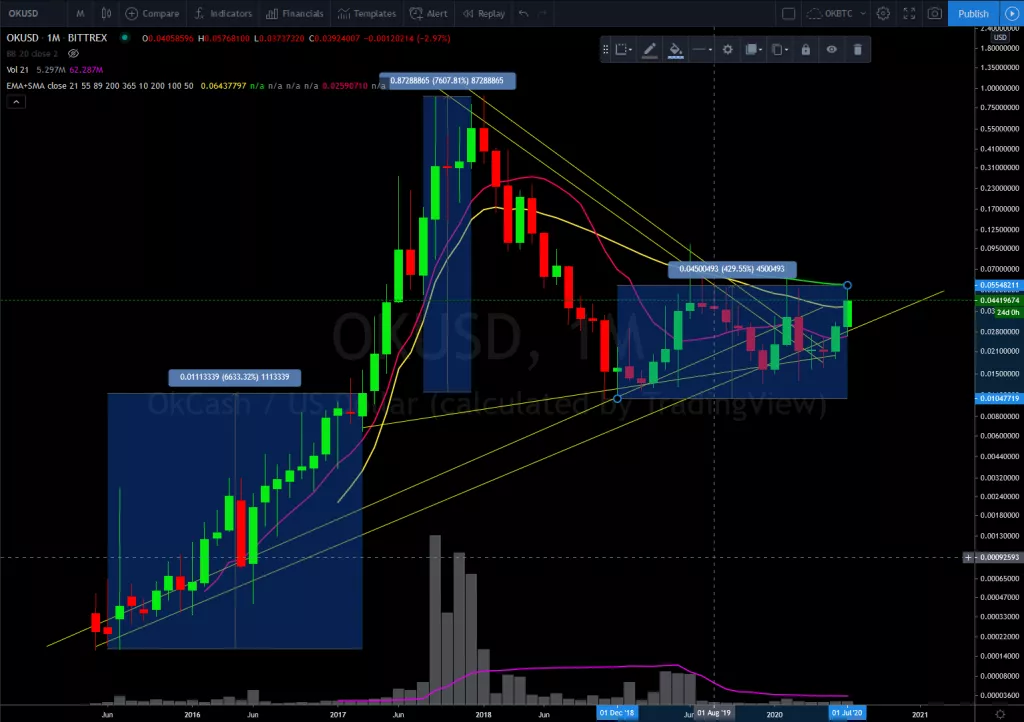 OKUSD M Compare Indicators Financials Templates Alert Replay OKBTC Publish
OKUSD · 1M · BITTREX O0.04058596 H0.05768100 L0.03737320 C0.03924007 −0.00120214 (−2.97%)
BB 20 close 2
Vol 21 5.297M 62.287M
EMA+SMA close 21 55 89 200 365 10 200 100 50 0.06437797 n/a n/a n/a n/a 0.02590710 n/a
USD
2.40000000
1.80000000
1.35000000
1.00000000
0.75000000
0.55000000
0.41000000
0.31000000
0.23000000
0.17000000
0.12500000
0.09500000
0.07000000
0.05548211
0.04419674
24d 0h
0.02800000
0.02100000
0.01500000
0.01047719
0.00800000
0.00600000
0.00440000
0.00320000
0.00240000
0.00180000
0.00130000
0.00092593
0.00065000
0.00047000
0.00033000
0.00022000
0.00014000
0.00008000
0.00003600
0.87288865 (7607.81%) 87288865
0.04500493 (429.55%) 4500493
0.01113339 (6633.32%) 1113339
OKUSD, 1M
OkCash / US Dollar (calculated by TradingView)
Jun 2016 Jun 2017 Jun 2018 Jun 01 Dec '18 01 Aug '19 2020 01 Jul '20 2021